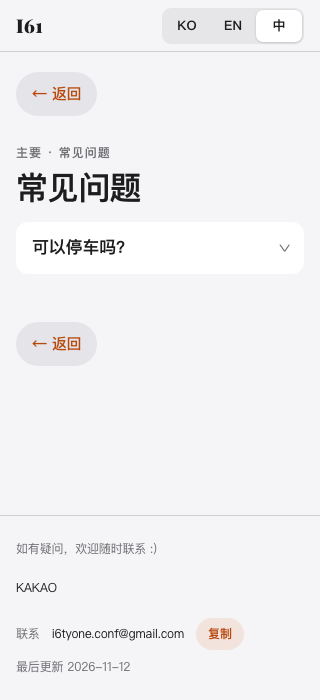 I61
KO EN 中
← 返回
主要 · 常见问题
常见问题
可以停车吗?
← 返回
如有疑问，欢迎随时联系 :)
KAKAO
联系 i6tyone.conf@gmail.com 复制
最后更新 2026-11-12